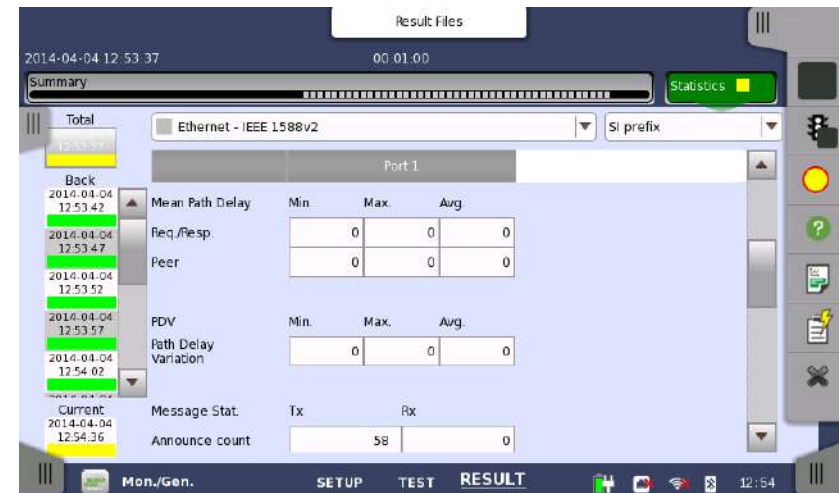 Result Files
2014-04-04 12:53:37 00:01:00
Summary
Statistics
Total
Ethernet - IEEE 1588v2
SI prefix
Port 1
Back
2014-04-04
12:53:42
2014-04-04
12:53:47
2014-04-04
12:53:52
2014-04-04
12:53:57
2014-04-04
12:54:02
Current
2014-04-04
12:54:36
Mean Path Delay Min. Max. Avg.
Req./Resp. 0 0 0
Peer 0 0 0
PDV Min. Max. Avg.
Path Delay
Variation 0 0 0
Message Stat. Tx Rx
Announce count 58 0
Mon./Gen. SETUP TEST RESULT 12:54